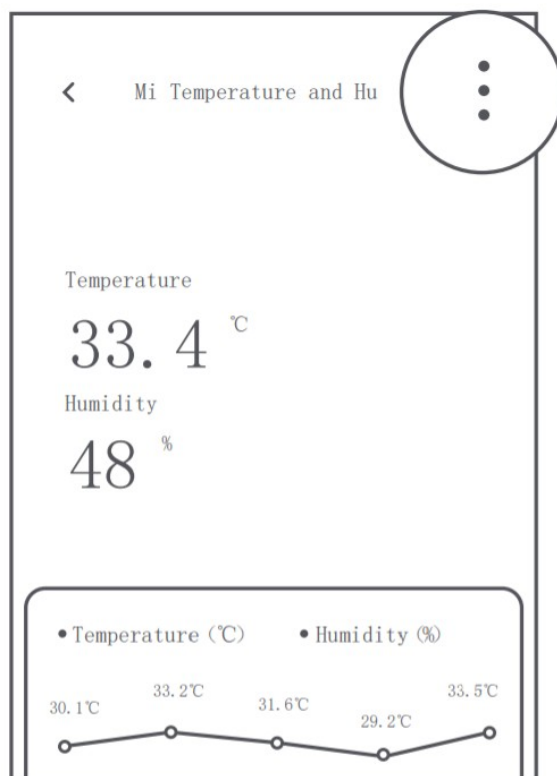 Mi Temperature and Hu
Temperature
33.4 ℃
Humidity
48 %
•Temperature (℃) •Humidity (%)
30.1℃ 33.2℃ 31.6℃ 29.2℃ 33.5℃